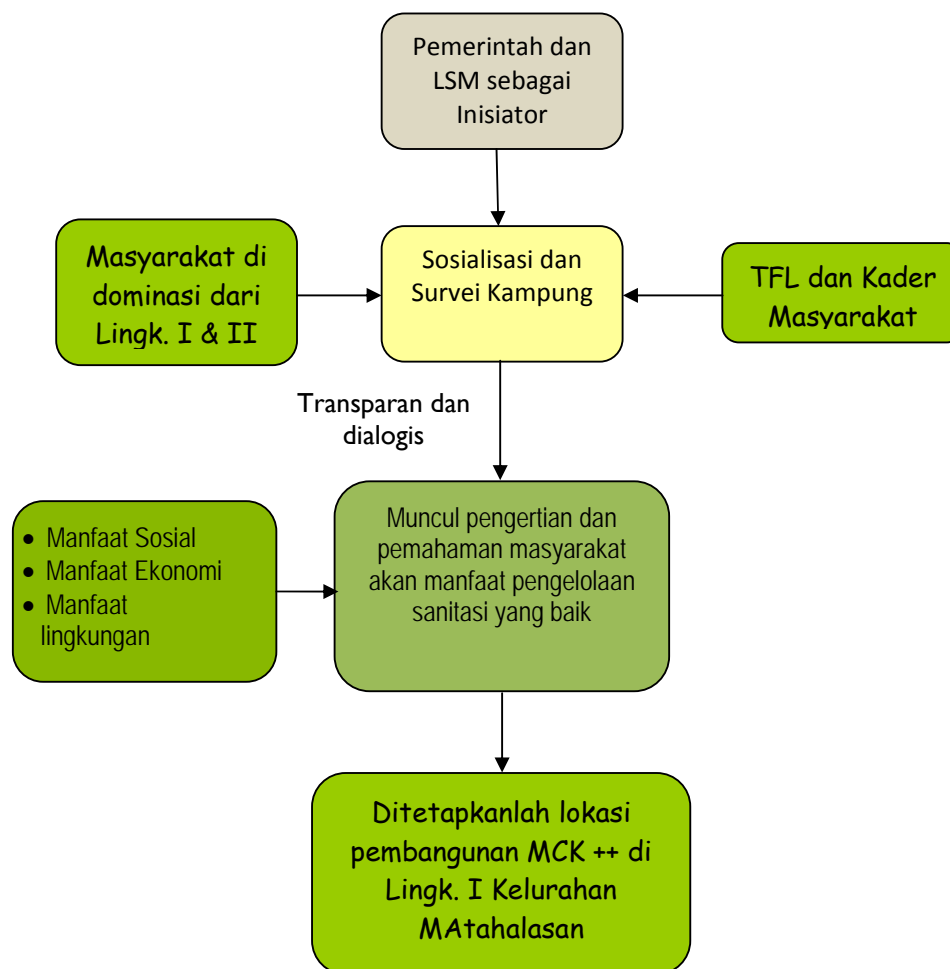 Pemerintah dan
LSM sebagai
Inisiator
Masyarakat di
dominasi dari
Lingk. I & II
Sosialisasi dan
Survei Kampung
TFL dan Kader
Masyarakat
Transparan dan
dialogis
• Manfaat Sosial
• Manfaat Ekonomi
• Manfaat
lingkungan
Muncul pengertian dan
pemahaman masyarakat
akan manfaat pengelolaan
sanitasi yang baik
Ditetapkanlah lokasi
pembangunan MCK ++ di
Lingk. I Kelurahan
MAtahalasan